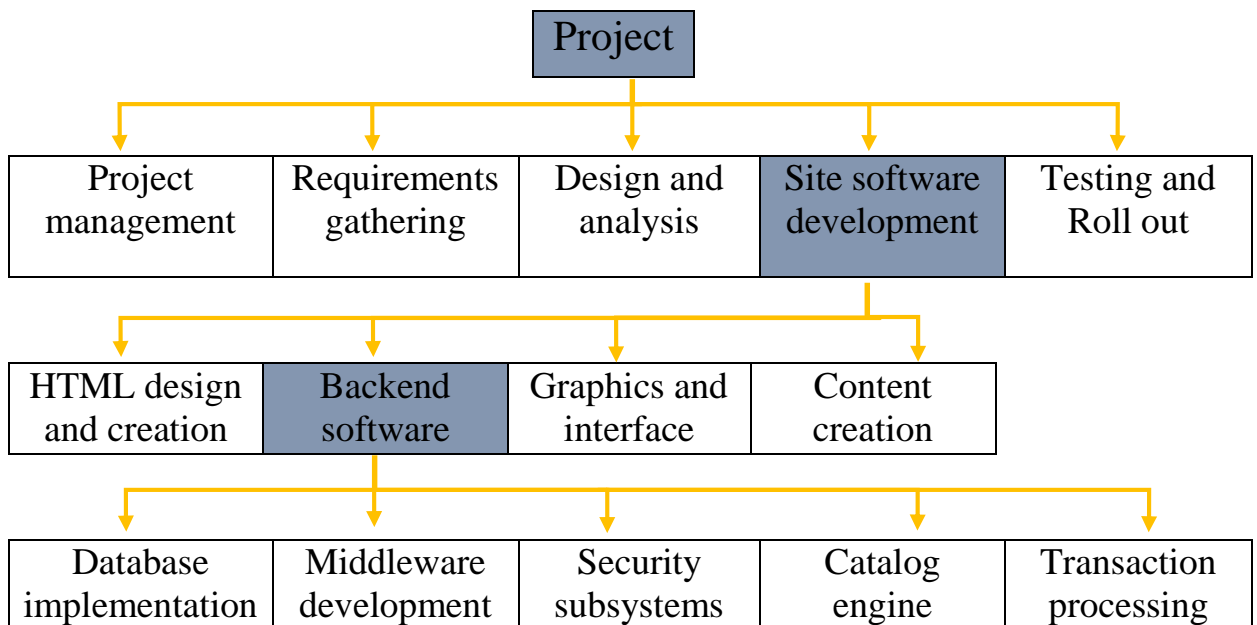 Project
Project
management
Requirements
gathering
Design and
analysis
Site software
development
Testing and
Roll out
HTML design
and creation
Backend
software
Graphics and
interface
Content
creation
Database
implementation
Middleware
development
Security
subsystems
Catalog
engine
Transaction
processing